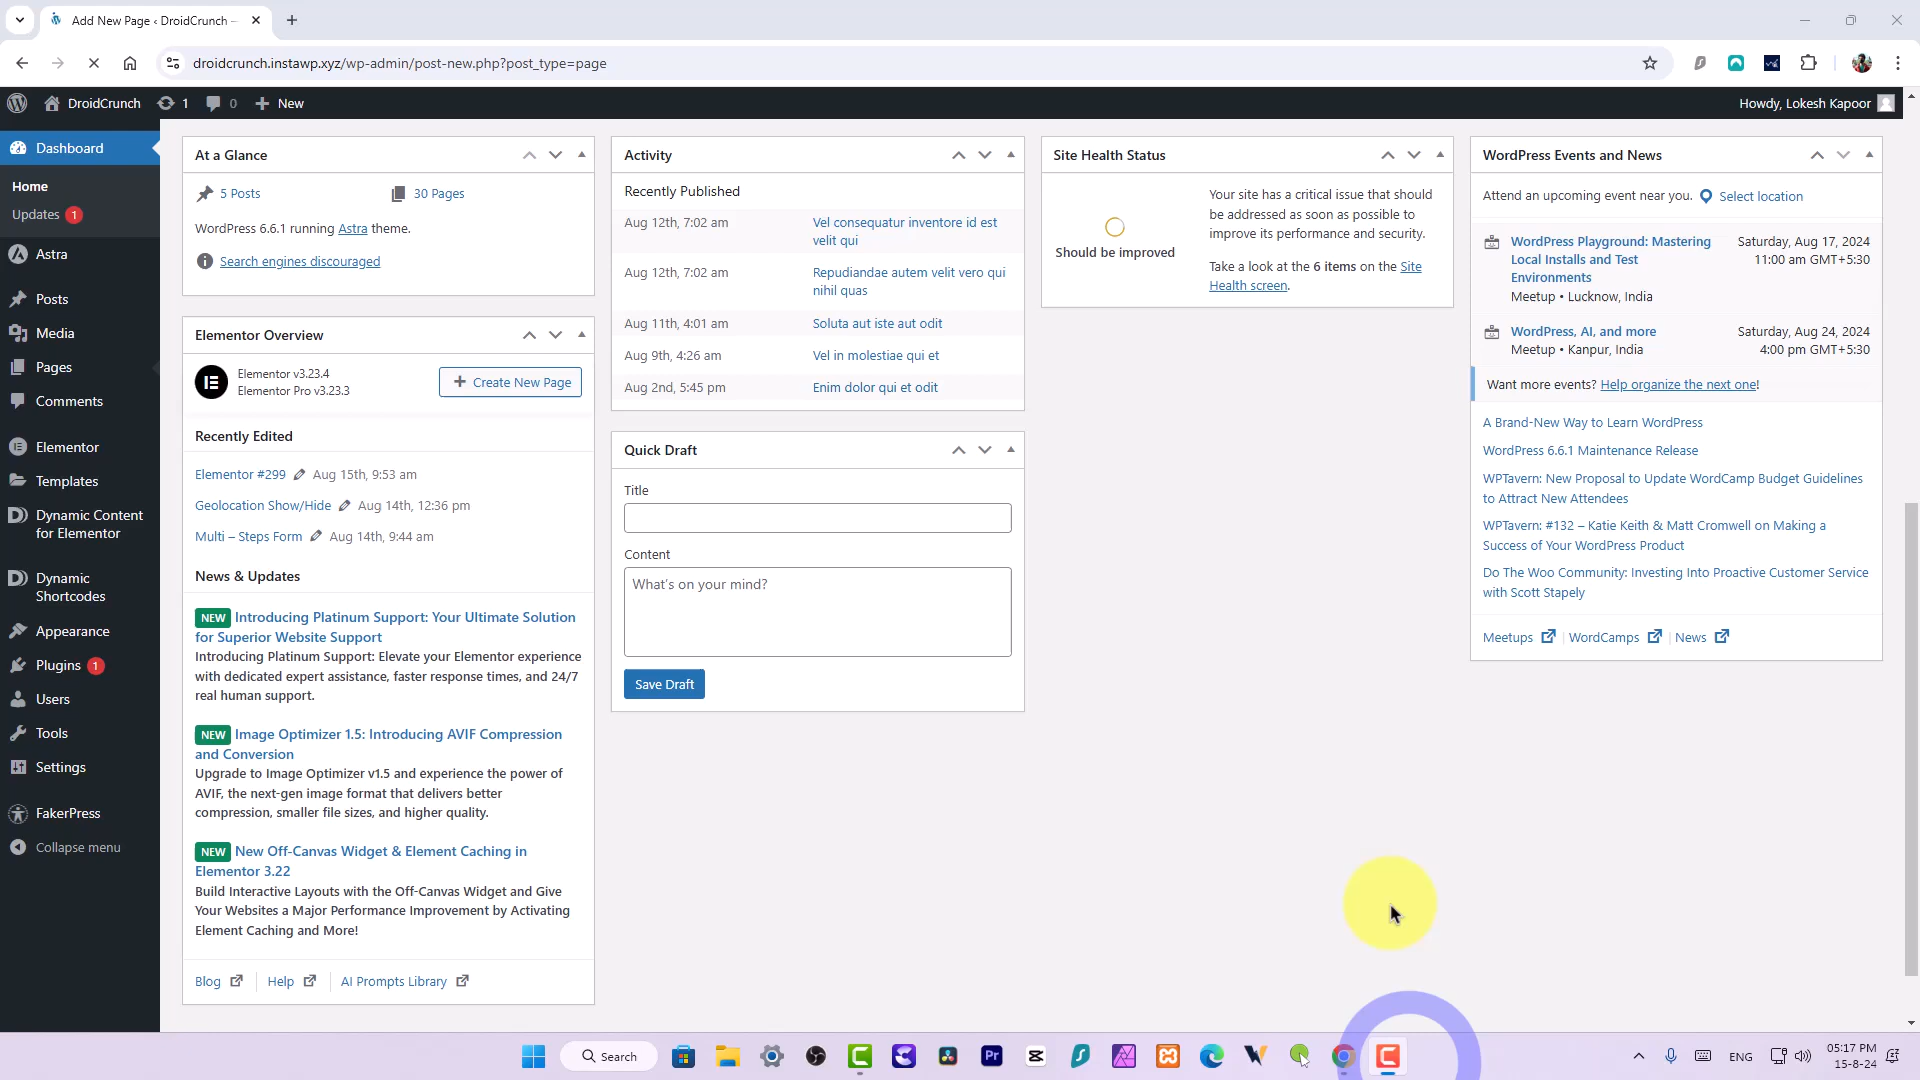 Add New Page ‹ DroidCrunch —
droidcrunch.instawp.xyz/wp-admin/post-new.php?post_type=page
DroidCrunch
1
0
New
Howdy, Lokesh Kapoor
Dashboard
Home
Updates 1
Astra
Posts
Media
Pages
Comments
Elementor
Templates
Dynamic Content
for Elementor
Dynamic
Shortcodes
Appearance
Plugins 1
Users
Tools
Settings
FakerPress
Collapse menu
At a Glance
5 Posts
30 Pages
WordPress 6.6.1 running Astra theme.
Search engines discouraged
Elementor Overview
Elementor v3.23.4
Elementor Pro v3.23.3
Create New Page
Recently Edited
Elementor #299 Aug 15th, 9:53 am
Geolocation Show/Hide Aug 14th, 12:36 pm
Multi – Steps Form Aug 14th, 9:44 am
News & Updates
NEW Introducing Platinum Support: Your Ultimate Solution
for Superior Website Support
Introducing Platinum Support: Elevate your Elementor experience
with dedicated expert assistance, faster response times, and 24/7
real human support.
NEW Image Optimizer 1.5: Introducing AVIF Compression
and Conversion
Upgrade to Image Optimizer v1.5 and experience the power of
AVIF, the next-gen image format that delivers better
compression, smaller file sizes, and higher quality.
NEW New Off-Canvas Widget & Element Caching in
Elementor 3.22
Build Interactive Layouts with the Off-Canvas Widget and Give
Your Websites a Major Performance Improvement by Activating
Element Caching and More!
Blog
Help
AI Prompts Library
Activity
Recently Published
Aug 12th, 7:02 am Vel consequatur inventore id est
velit qui
Aug 12th, 7:02 am Repudiandae autem velit vero qui
nihil quas
Aug 11th, 4:01 am Soluta aut iste aut odit
Aug 9th, 4:26 am Vel in molestiae qui et
Aug 2nd, 5:45 pm Enim dolor qui et odit
Quick Draft
Title
Content
What's on your mind?
Save Draft
Site Health Status
Should be improved
Your site has a critical issue that should
be addressed as soon as possible to
improve its performance and security.
Take a look at the 6 items on the Site
Health screen.
WordPress Events and News
Attend an upcoming event near you. Select location
WordPress Playground: Mastering
Local Installs and Test
Environments
Meetup • Lucknow, India
Saturday, Aug 17, 2024
11:00 am GMT+5:30
WordPress, AI, and more
Meetup • Kanpur, India
Saturday, Aug 24, 2024
4:00 pm GMT+5:30
Want more events? Help organize the next one!
A Brand-New Way to Learn WordPress
WordPress 6.6.1 Maintenance Release
WPTavern: New Proposal to Update WordCamp Budget Guidelines
to Attract New Attendees
WPTavern: #132 – Katie Keith & Matt Cromwell on Making a
Success of Your WordPress Product
Do The Woo Community: Investing Into Proactive Customer Service
with Scott Stapely
Meetups
WordCamps
News
Search
Pr
ENG
05:17 PM
15-8-24